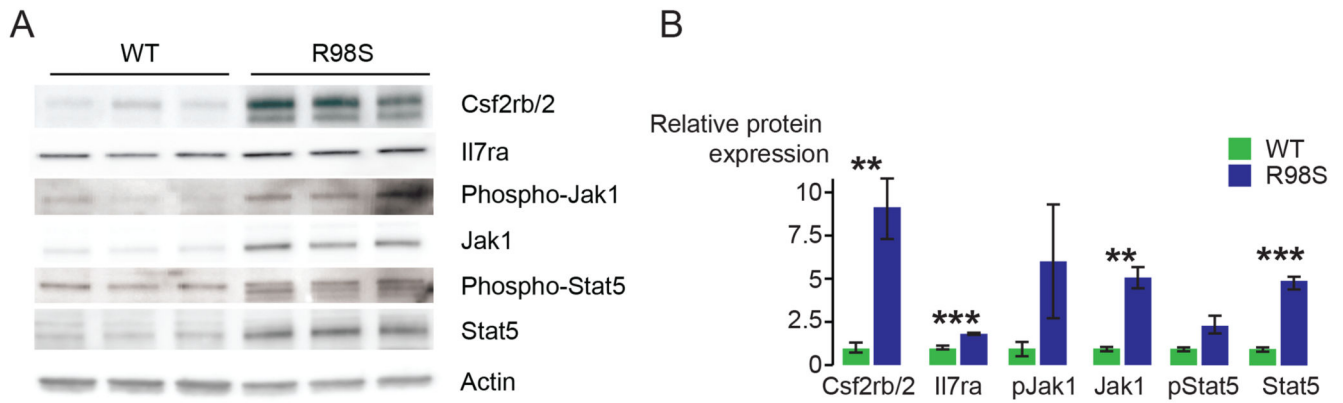 A
WT R98S
Csf2rb/2
Il7ra
Phospho-Jak1
Jak1
Phospho-Stat5
Stat5
Actin
B
Relative protein
expression
WT
R98S
10
7.5
5
2.5
0
**
***
**
***
Csf2rb/2 Il7ra pJak1 Jak1 pStat5 Stat5